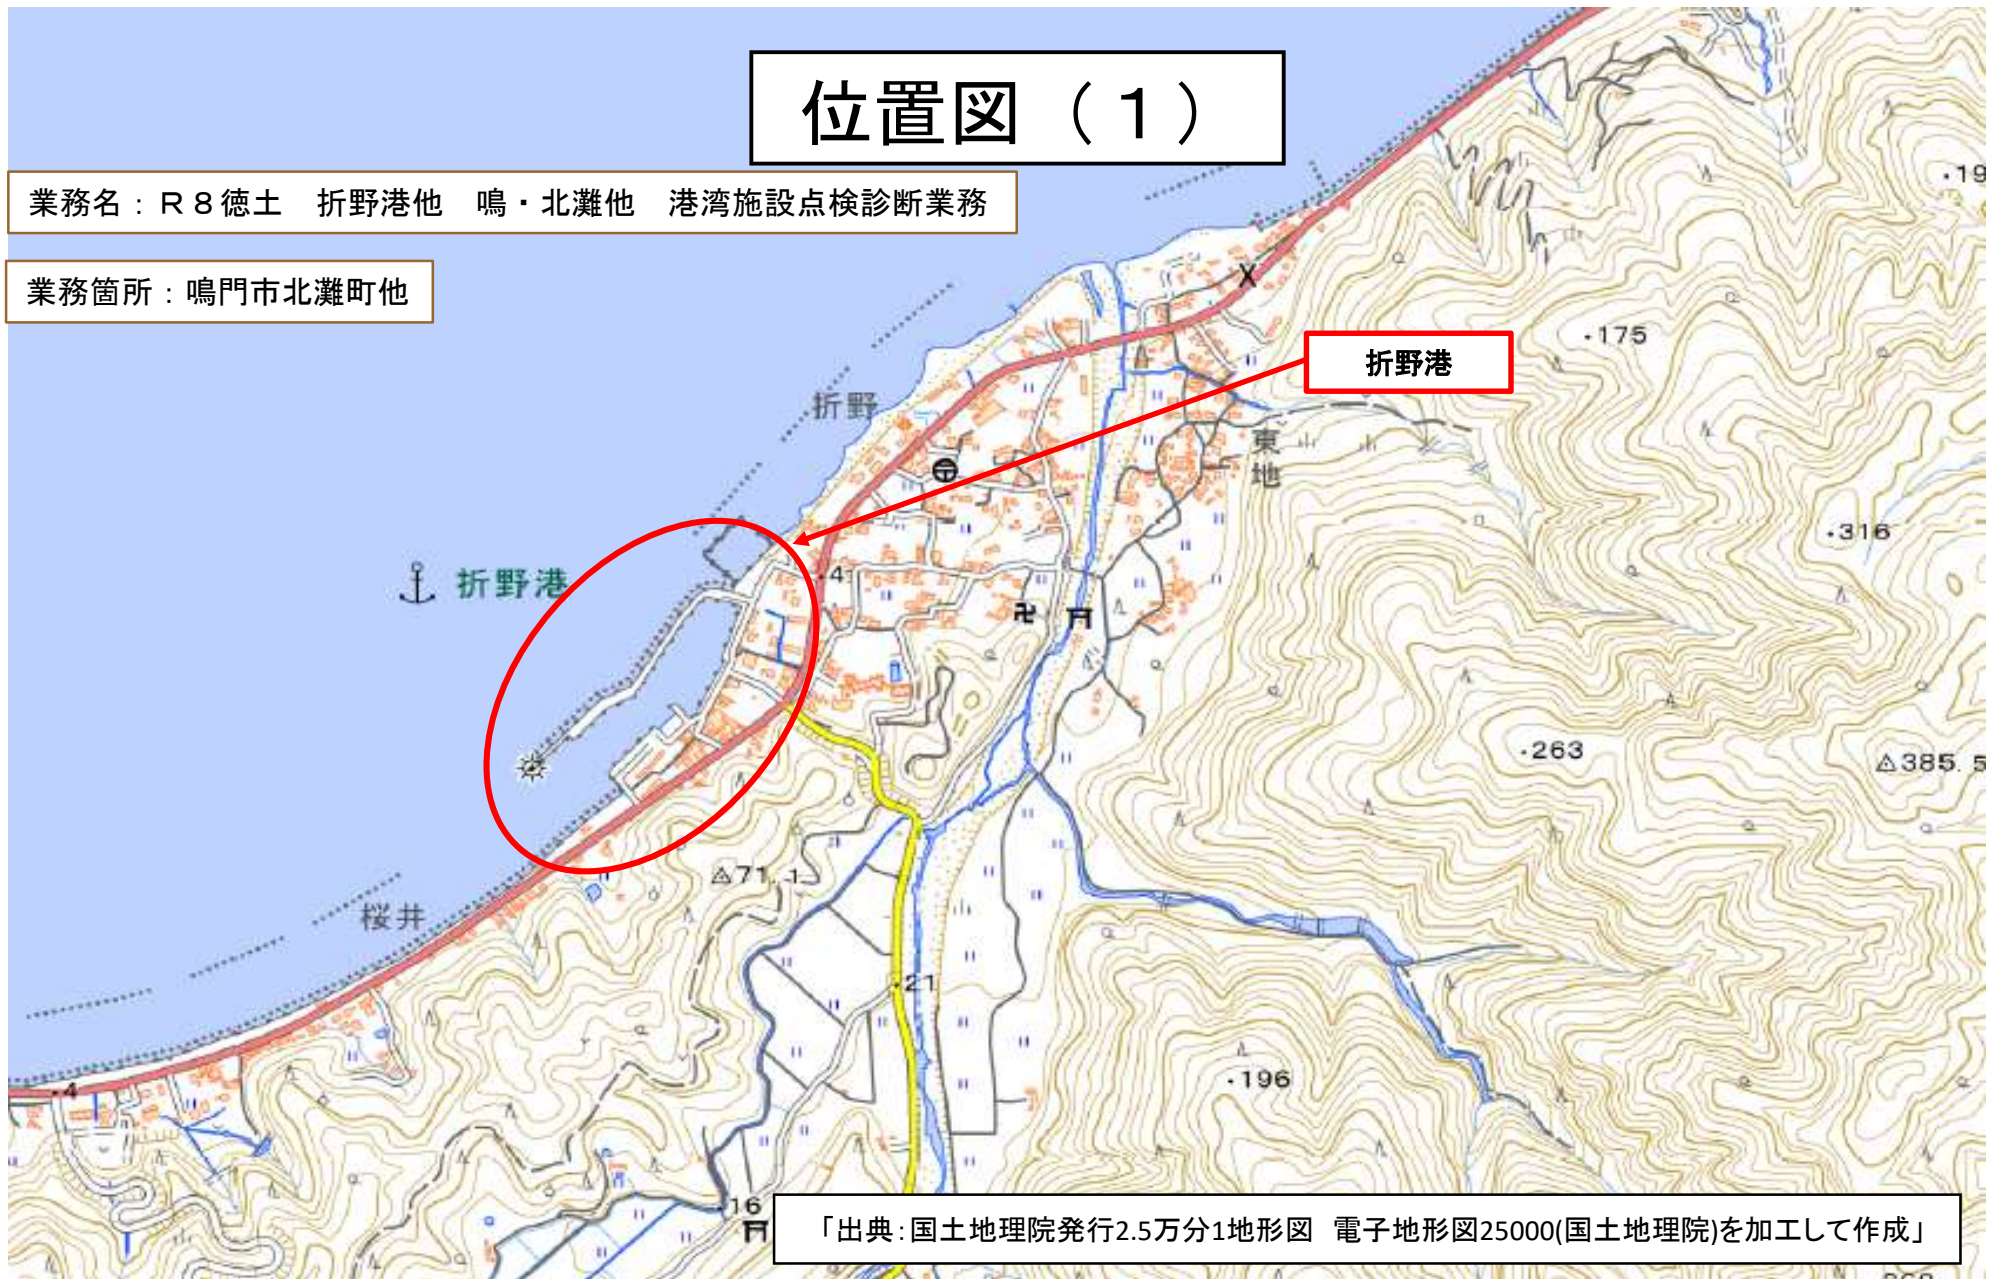 位置図（１）
業務名：Ｒ８徳土　折野港他　鳴・北灘他　港湾施設点検診断業務
業務箇所：鳴門市北灘町他
・19
・175
折野港
折野
東地
・316
折野港
・4
・263
△385.5
△71.1
桜井
・21
・196
・4
・16
「出典：国土地理院発行2.5万分1地形図　電子地形図25000(国土地理院)を加工して作成」